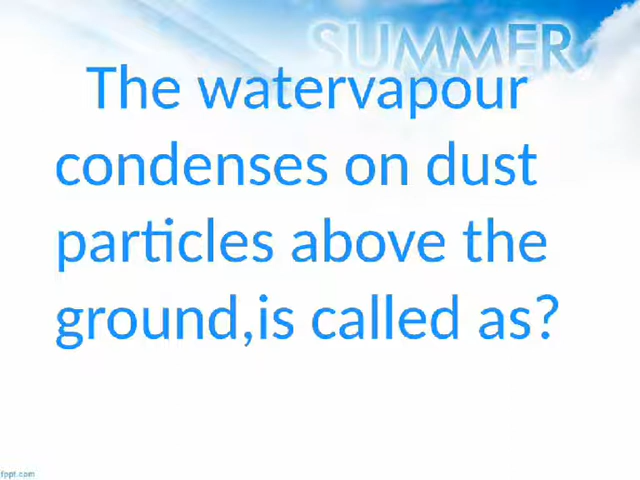 SUMMER
The watervapour
condenses on dust
particles above the
ground,is called as?
fppt.com